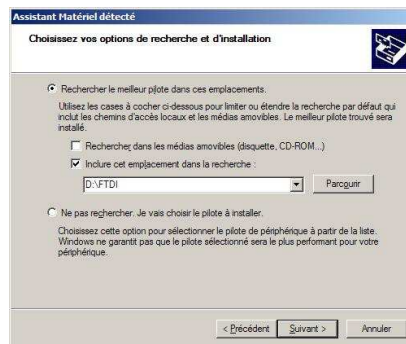 Assistant Matériel détecté
Choisissez vos options de recherche et d'installation
Rechercher le meilleur pilote dans ces emplacements.
Utilisez les cases à cocher ci-dessous pour limiter ou étendre la recherche par défaut qui
inclut les chemins d'accès locaux et les médias amovibles. Le meilleur pilote trouvé sera
installé.
Rechercher dans les médias amovibles (disquette, CD-ROM...)
Inclure cet emplacement dans la recherche :
D:\FTDI
Parcourir
Ne pas rechercher. Je vais choisir le pilote à installer.
Choisissez cette option pour sélectionner le pilote de périphérique à partir de la liste.
Windows ne garantit pas que le pilote sélectionné sera le plus performant pour votre
périphérique.
< Précédent Suivant > Annuler